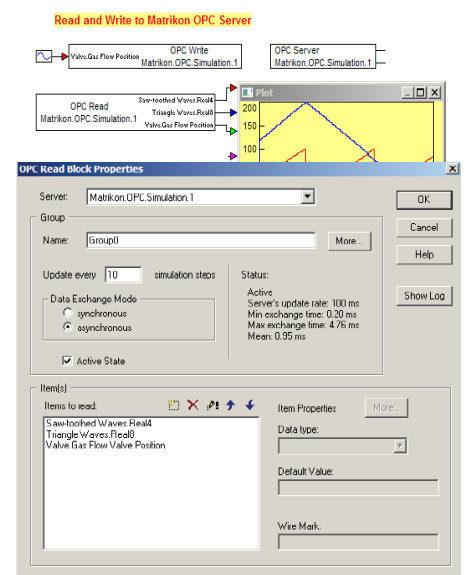 Read and Write to Matrikon OPC Server
Valve.Gas Flow Position
OPC Write
Matrikon.OPC.Simulation.1
OPC Server
Matrikon.OPC.Simulation.1
OPC Read
Matrikon.OPC.Simulation.1
Saw-toothed Waves.Real4
Triangle Waves.Real8
Valve.Gas Flow Position
Plot
200
150
100
OPC Read Block Properties
Server:
Matrikon.OPC.Simulation.1
OK
Group
Cancel
Name:
Group0
More...
Help
Update every
10
simulation steps
Status:
Data Exchange Mode
synchronous
asynchronous
Active
Server's update rate: 100 ms
Min exchange time: 0.20 ms
Max exchange time: 4.76 ms
Mean: 0.95 ms
Show Log
Active State
Item(s)
Items to read:
Item Properties
More...
Saw-toothed Waves.Real4
Triangle Waves.Real8
Valve.Gas Flow Valve Position
Data type:
Default Value:
Wire Mark: